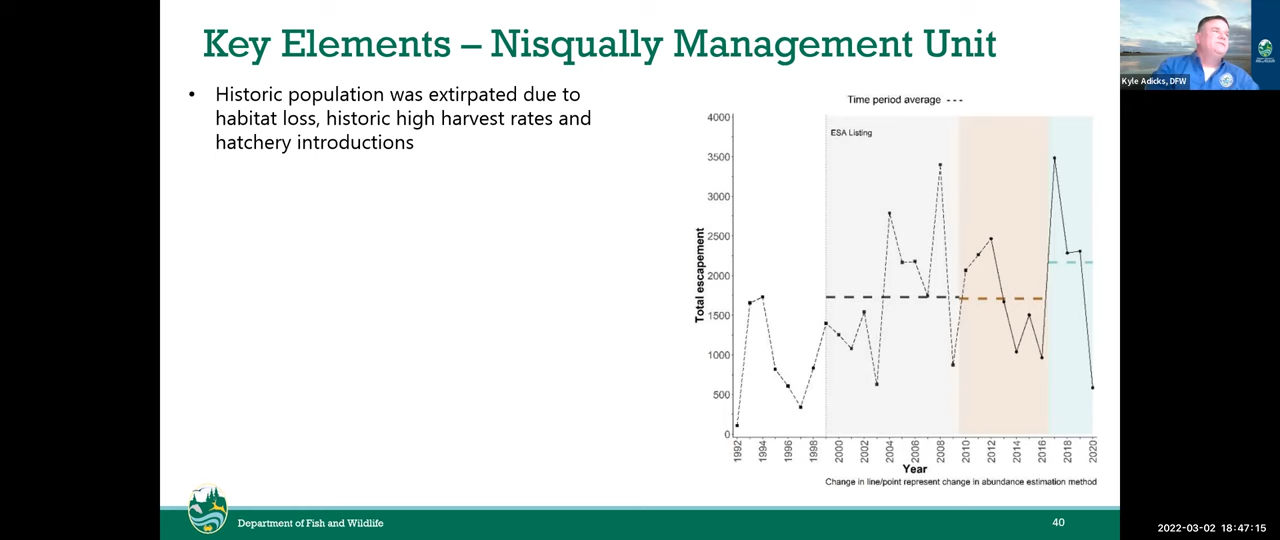 Key Elements – Nisqually Management Unit
• Historic population was extirpated due to
habitat loss, historic high harvest rates and
hatchery introductions
Kyle Adicks, DFW
Time period average ---
ESA Listing
4000
3500
3000
2500
2000
1500
1000
500
0
Total escapement
1992
1994
1996
1998
2000
2002
2004
2006
2008
2010
2012
2014
2016
2018
2020
Year
Change in line/point represent change in abundance estimation method
Department of Fish and Wildlife
40
2022-03-02 18:47:15